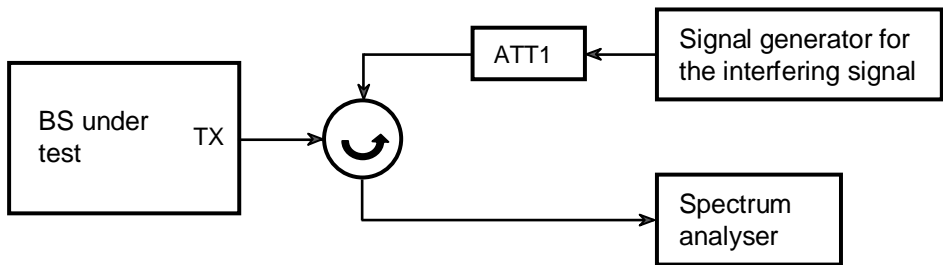 BS under
test
TX
ATT1
Signal generator for
the interfering signal
Spectrum
analyser